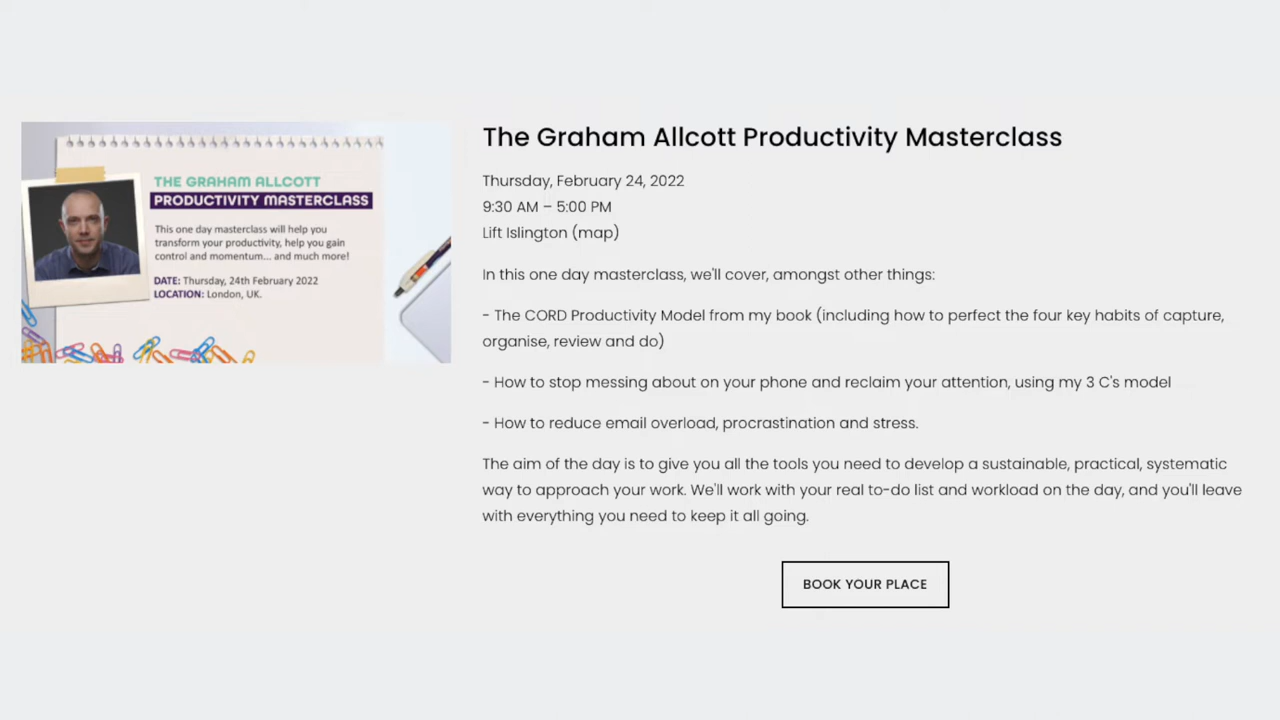 THE GRAHAM ALLCOTT
PRODUCTIVITY MASTERCLASS
This one day masterclass will help you
transform your productivity, help you gain
control and momentum... and much more!
DATE: Thursday, 24th February 2022
LOCATION: London, UK.
The Graham Allcott Productivity Masterclass
Thursday, February 24, 2022
9:30 AM – 5:00 PM
Lift Islington (map)
In this one day masterclass, we'll cover, amongst other things:
- The CORD Productivity Model from my book (including how to perfect the four key habits of capture,
organise, review and do)
- How to stop messing about on your phone and reclaim your attention, using my 3 C's model
- How to reduce email overload, procrastination and stress.
The aim of the day is to give you all the tools you need to develop a sustainable, practical, systematic
way to approach your work. We'll work with your real to-do list and workload on the day, and you'll leave
with everything you need to keep it all going.
BOOK YOUR PLACE